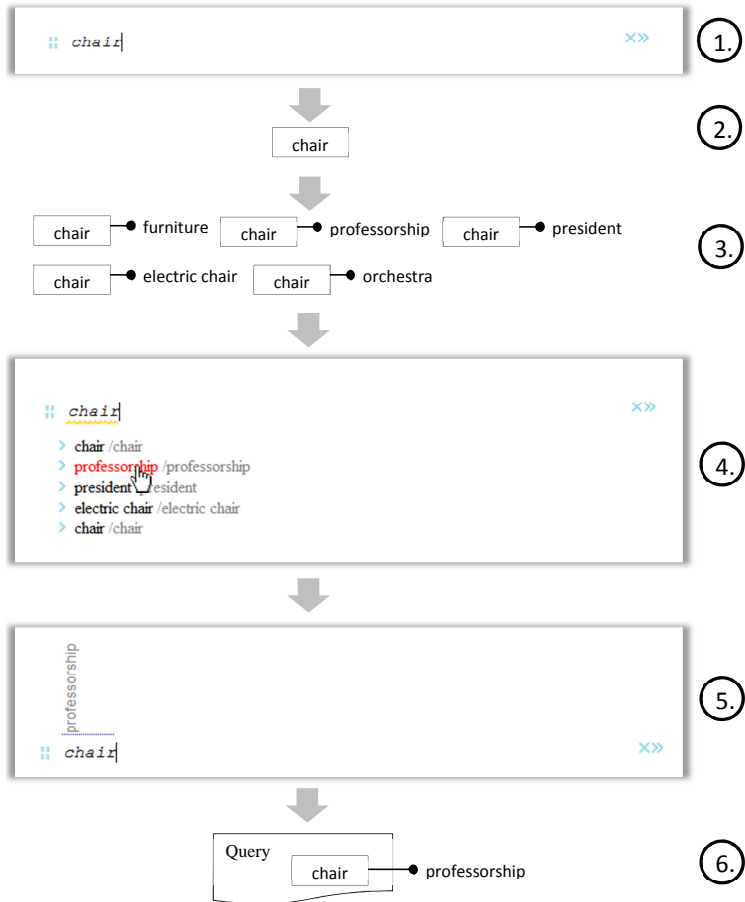 chair ×» 1.
2.
chair
chair furniture chair professorship chair president
3.
chair electric chair chair orchestra
chair ×»
> chair /chair
> professorship /professorship 4.
> president
> electric chair /electric chair
> chair /chair
professorship
5.
chair ×»
Query
chair professorship 6.